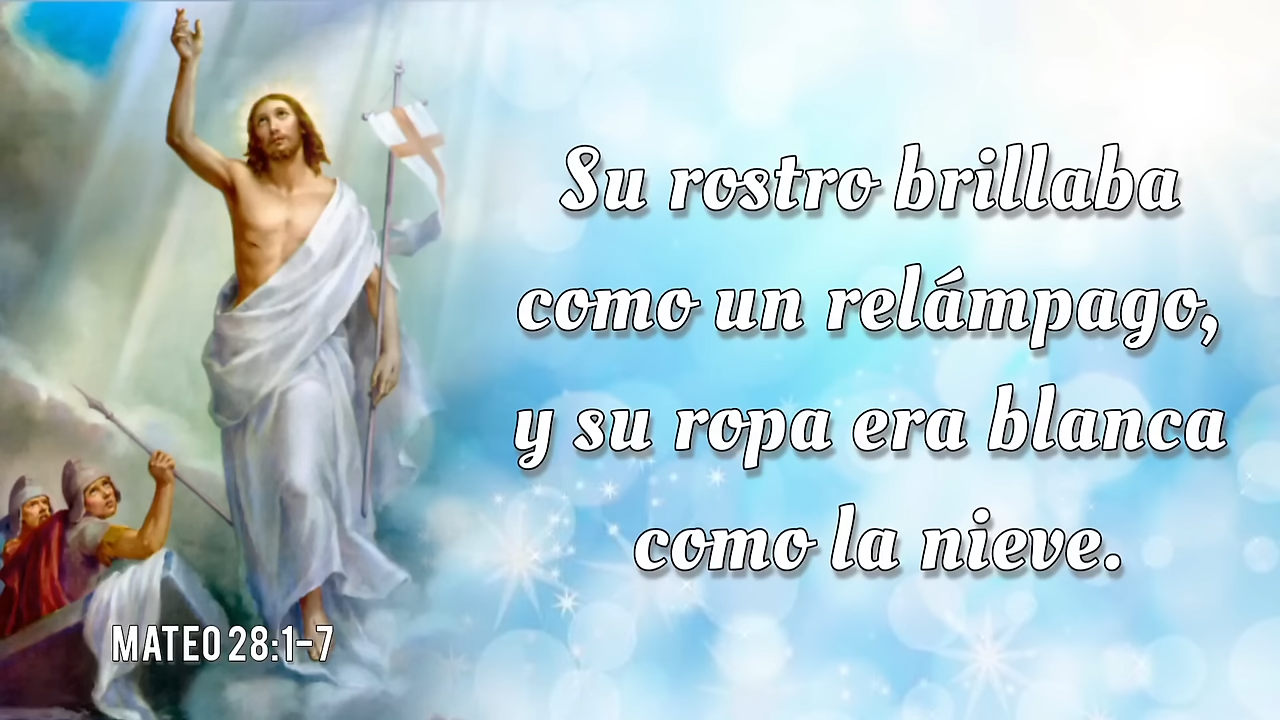 Su rostro brillaba
como un relámpago,
y su ropa era blanca
como la nieve.
MATEO 28:1-7